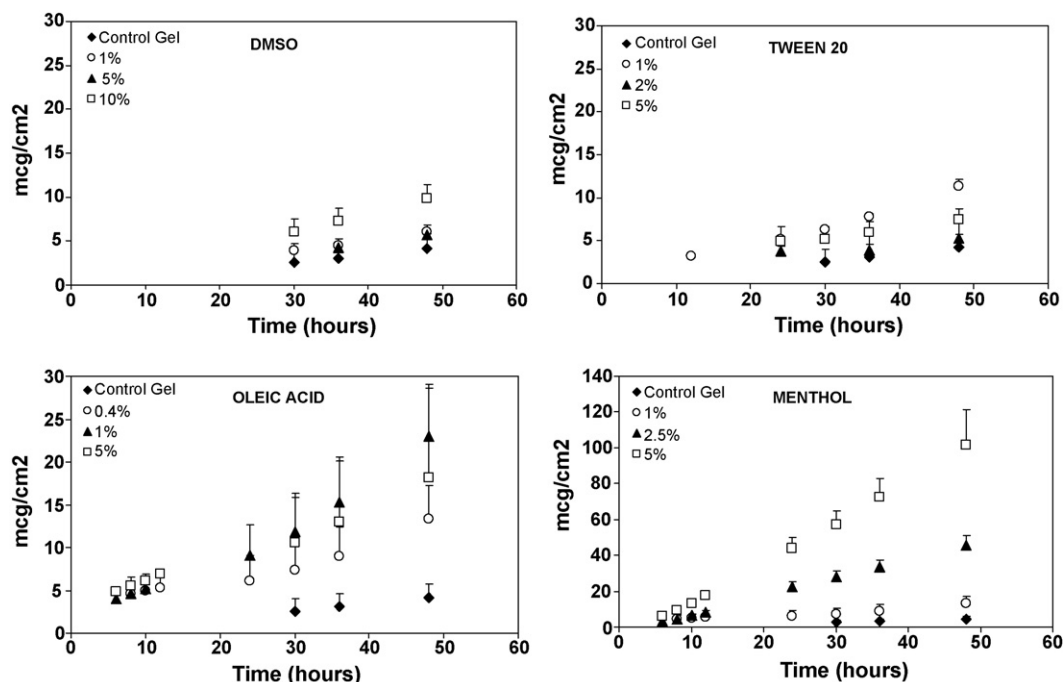 DMSO
Control Gel
1%
5%
10%
mcg/cm2
30
25
20
15
10
5
0
0 10 20 30 40 50 60
Time (hours)
TWEEN 20
Control Gel
1%
2%
5%
mcg/cm2
30
25
20
15
10
5
0
0 10 20 30 40 50 60
Time (hours)
OLEIC ACID
Control Gel
0.4%
1%
5%
mcg/cm2
30
25
20
15
10
5
0
0 10 20 30 40 50 60
Time (hours)
MENTHOL
Control Gel
1%
2.5%
5%
mcg/cm2
140
120
100
80
60
40
20
0
0 10 20 30 40 50 60
Time (hours)